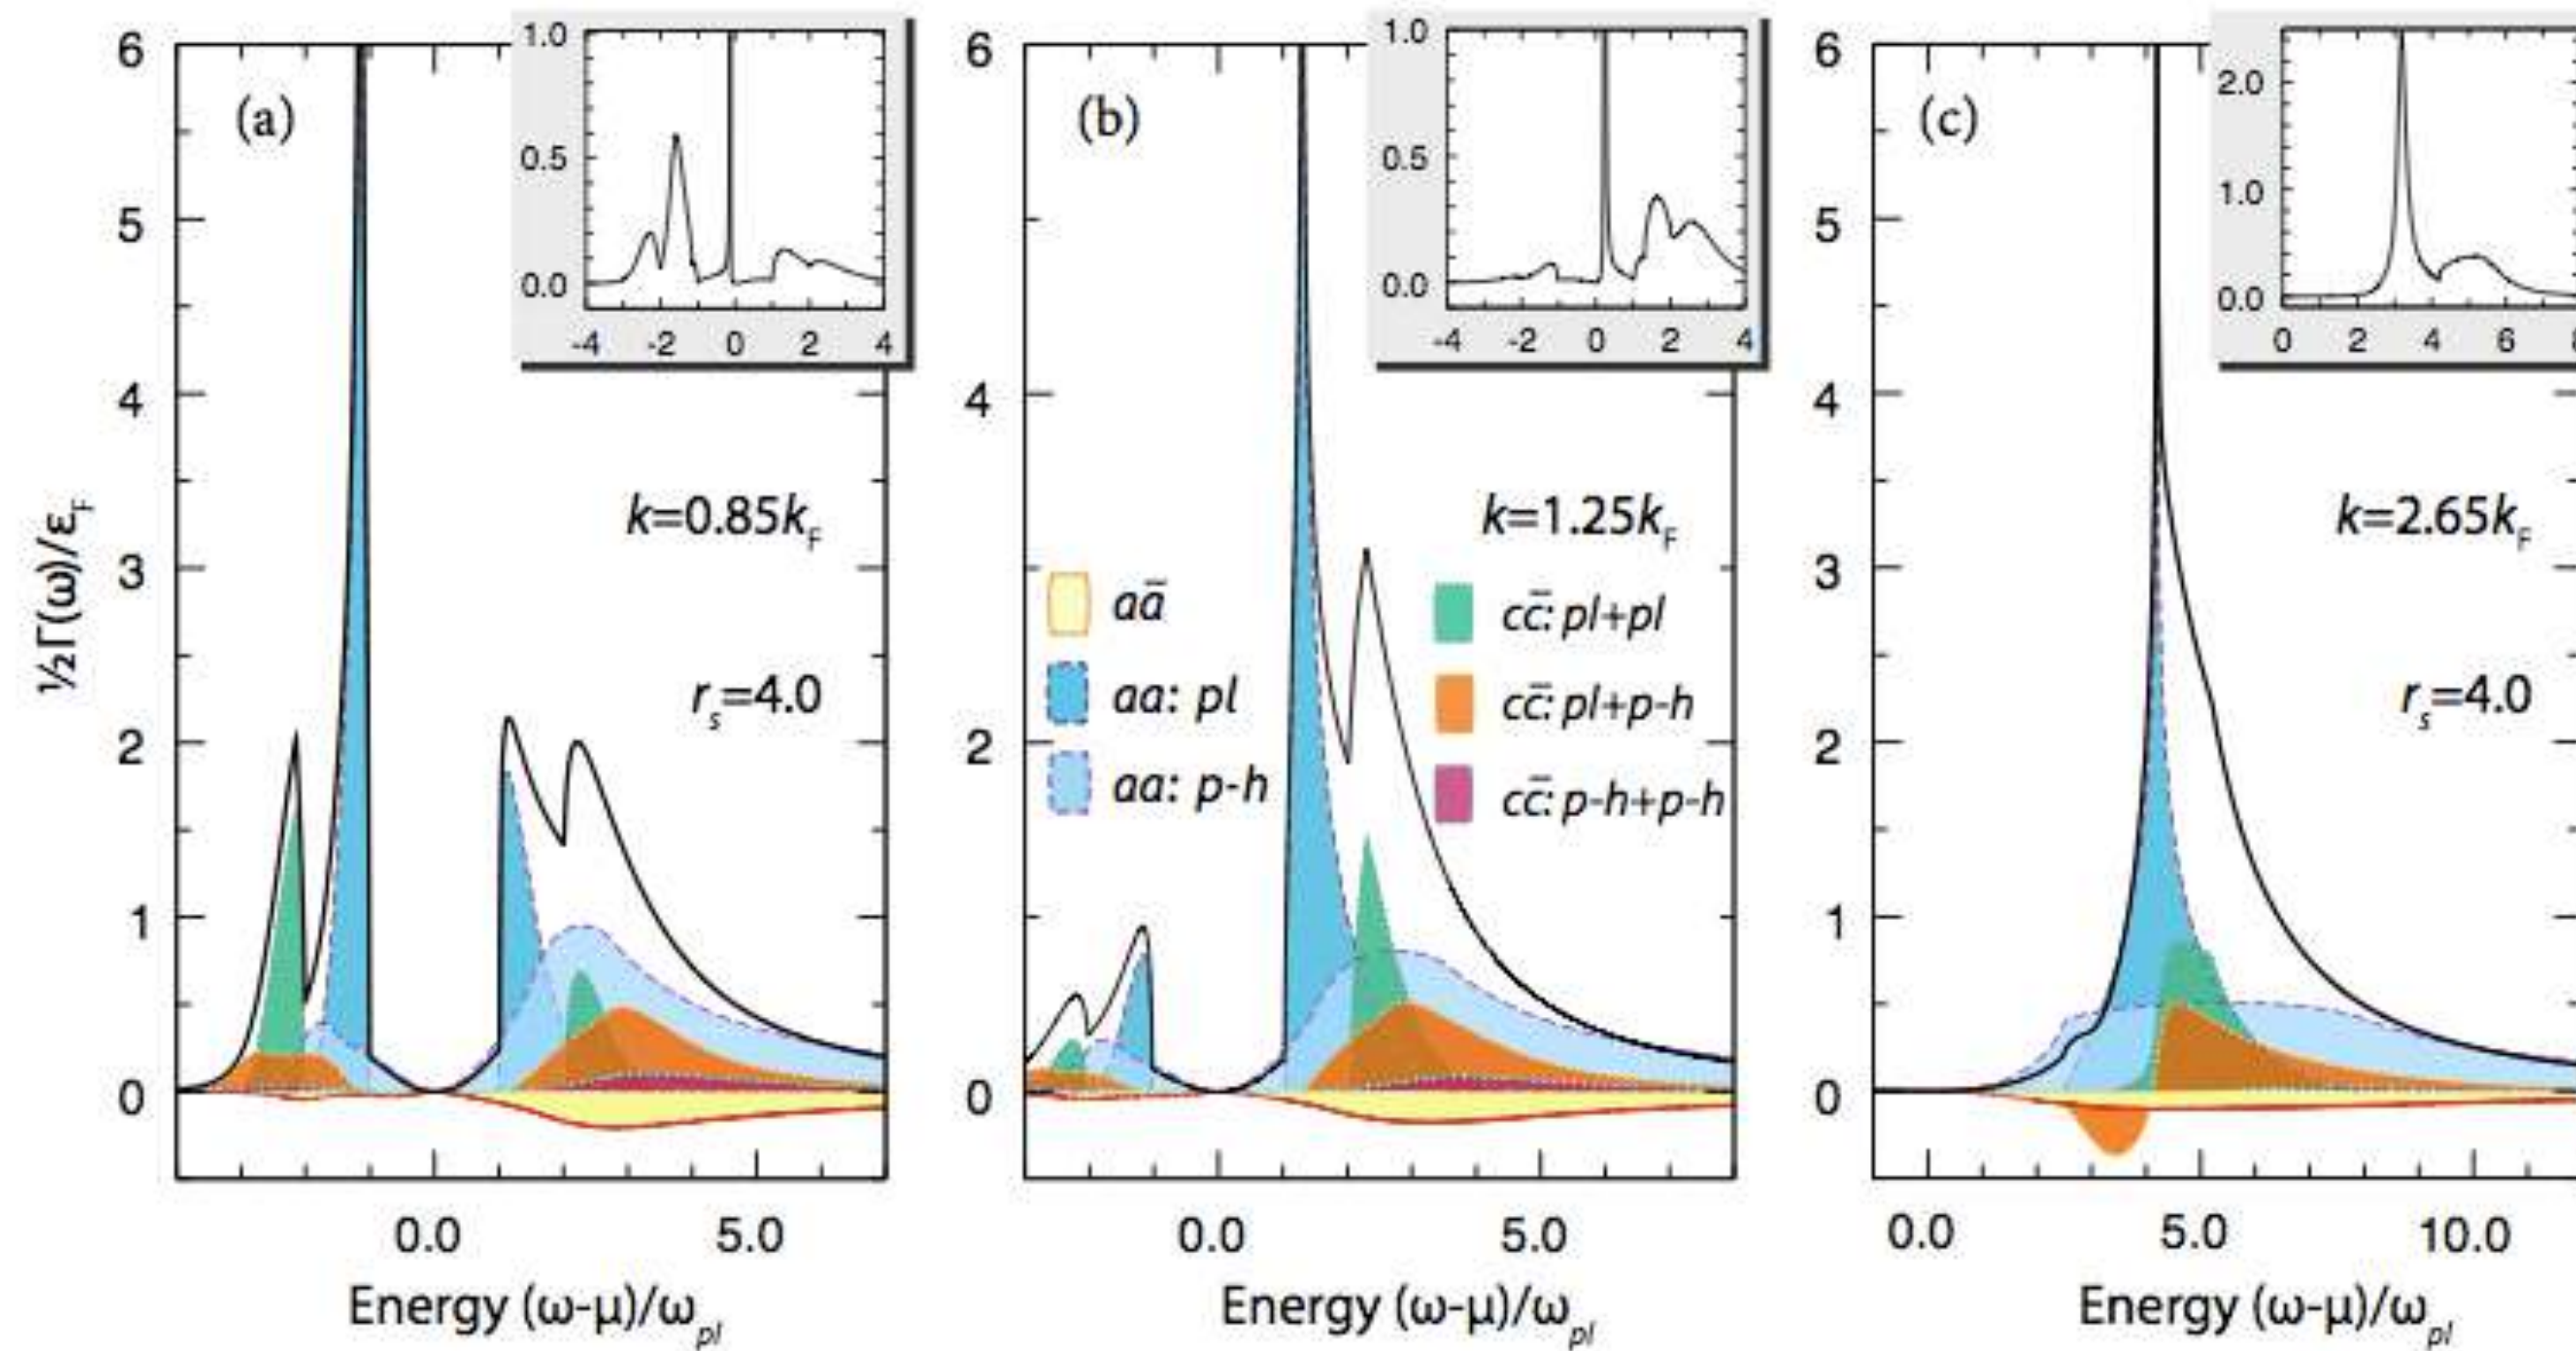 ½Γ(ω)/ε_F
6
5
4
3
2
1
0
(a)
1.0
0.5
0.0
-4 -2 0 2 4
k=0.85k_F
r_s=4.0
0.0 5.0
Energy (ω-μ)/ω_pl
6
4
2
0
(b)
1.0
0.5
0.0
-4 -2 0 2 4
k=1.25k_F
aā
aa: pl
aa: p-h
cc̄: pl+pl
cc̄: pl+p-h
cc̄: p-h+p-h
0.0 5.0
Energy (ω-μ)/ω_pl
6
5
4
3
2
1
0
(c)
2.0
1.0
0.0
0 2 4 6
k=2.65k_F
r_s=4.0
0.0 5.0 10.0
Energy (ω-μ)/ω_pl